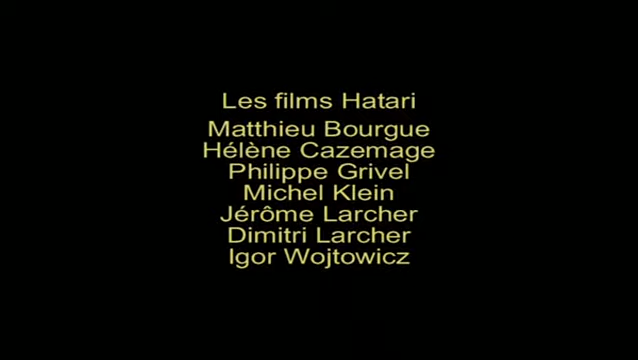 Les films Hatari
Matthieu Bourgue
Hélène Cazemage
Philippe Grivel
Michel Klein
Jérôme Larcher
Dimitri Larcher
Igor Wojtowicz